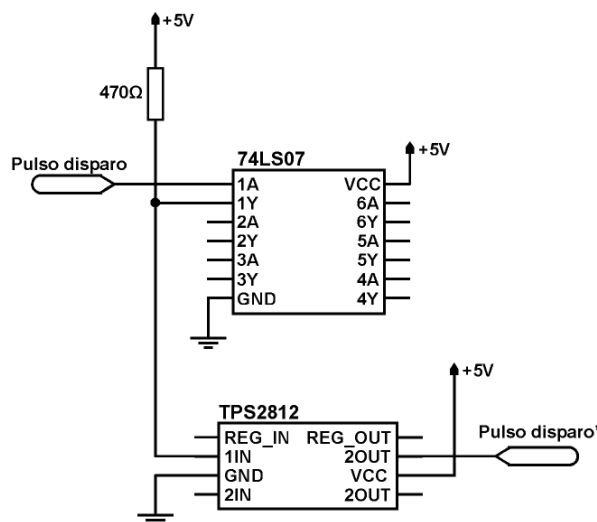 +5V
470Ω
Pulso disparo
74LS07
+5V
1A VCC
1Y 6A
2A 6Y
2Y 5A
3A 5Y
3Y 4A
GND 4Y
+5V
TPS2812
REG_IN REG_OUT
Pulso disparo'
1IN 2OUT
GND VCC
2IN 2OUT